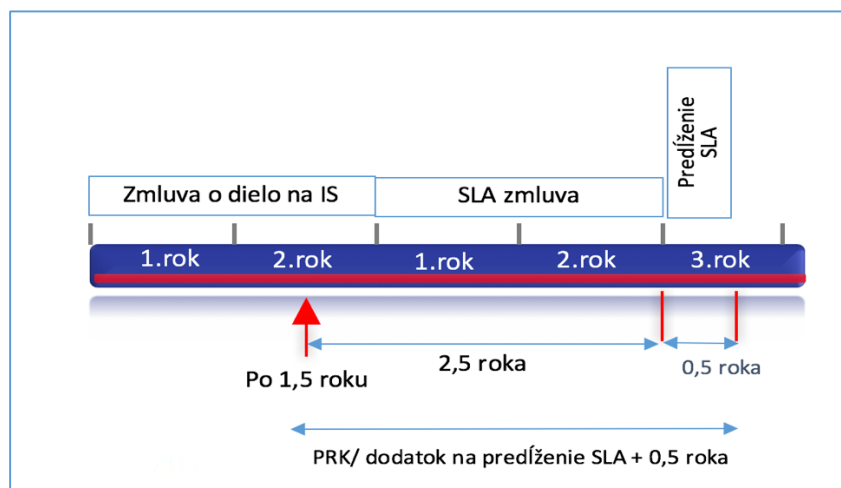 Predĺženie
SLA
Zmluva o dielo na IS
SLA zmluva
1.rok
2.rok
1.rok
2.rok
3.rok
2,5 roka
0,5 roka
Po 1,5 roku
PRK/ dodatok na predĺženie SLA + 0,5 roka